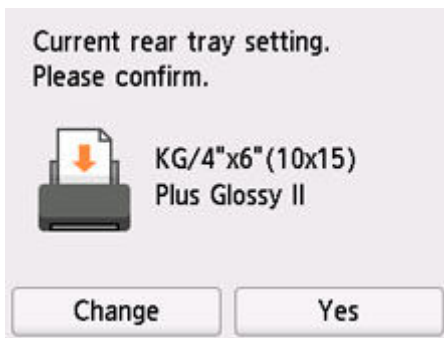 Current rear tray setting.
Please confirm.
KG/4"x6"(10x15)
Plus Glossy II
Change
Yes